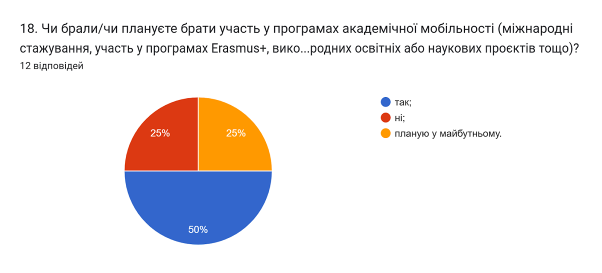 18. Чи брали/чи плануєте брати участь у програмах академічної мобільності (міжнародні
стажування, участь у програмах Erasmus+, вико...родних освітніх або наукових проєктів тощо)?
12 відповідей
так;
ні;
планую у майбутньому.
25%
25%
50%